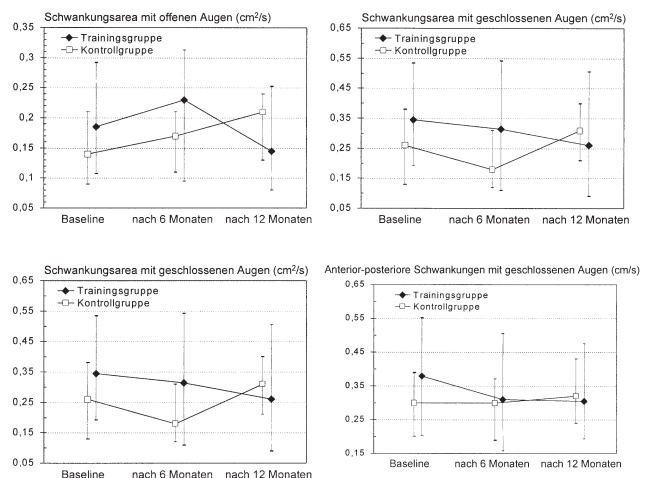 Schwankungsarea mit offenen Augen (cm²/s)
0,35
0,3
0,25
0,2
0,15
0,1
0,05
Trainingsgruppe
Kontrollgruppe
Baseline nach 6 Monaten nach 12 Monaten
Schwankungsarea mit geschlossenen Augen (cm²/s)
0,65
0,55
0,45
0,35
0,25
0,15
0,05
Trainingsgruppe
Kontrollgruppe
Baseline nach 6 Monaten nach 12 Monaten
Schwankungsarea mit geschlossenen Augen (cm²/s)
0,65
0,55
0,45
0,35
0,25
0,15
0,05
Trainingsgruppe
Kontrollgruppe
Baseline nach 6 Monaten nach 12 Monaten
Anterior-posteriore Schwankungen mit geschlossenen Augen (cm/s)
0,65
0,55
0,45
0,35
0,25
0,15
Trainingsgruppe
Kontrollgruppe
Baseline nach 6 Monaten nach 12 Monaten